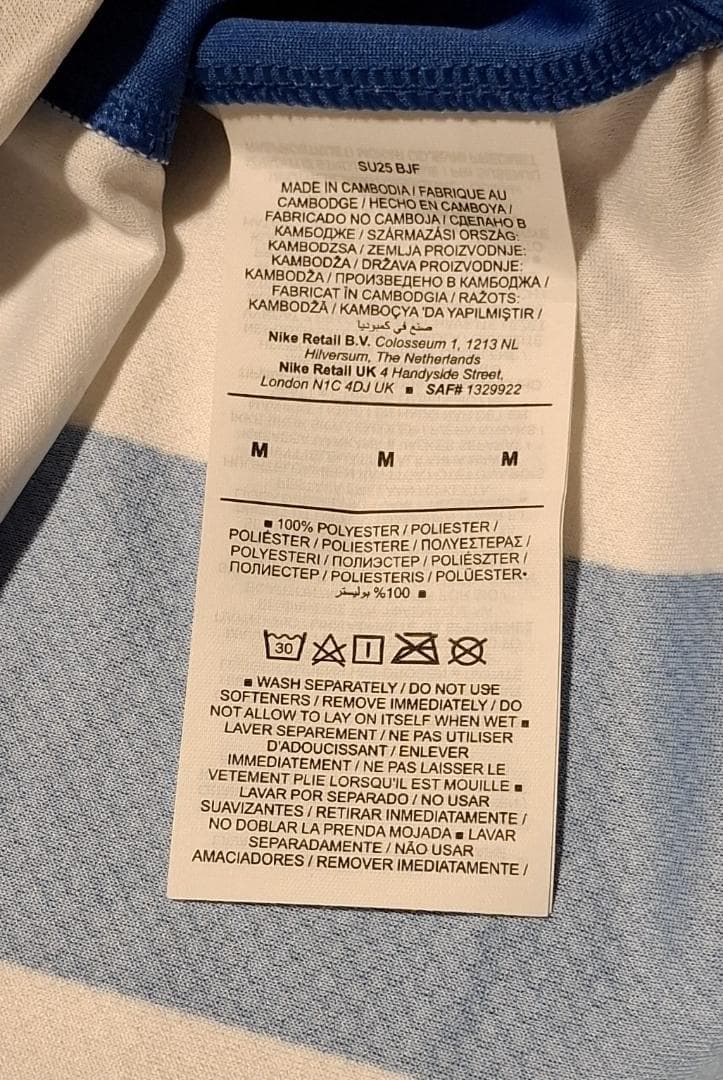 SU25 BJF
MADE IN CAMBODIA / FABRIQUE AU
CAMBODGE / HECHO EN CAMBOYA /
FABRICADO NO CAMBOJA / СДЕЛАНО В
КАМБОДЖЕ / SZÁRMAZÁSI ORSZÁG:
KAMBODZSA / ZEMLJA PROIZVODNJE:
KAMBODŽA / DRŽAVA PROIZVODNJE:
KAMBODŽA / ПРОИЗВЕДЕНО В КАМБОДЖА /
FABRICAT ÎN CAMBODGIA / RAŽOTS:
KAMBODŽĀ / KAMBOÇYA 'DA YAPILMIŞTIR /
صنع في كمبوديا
Nike Retail B.V. Colosseum 1, 1213 NL
Hilversum, The Netherlands
Nike Retail UK 4 Handyside Street,
London N1C 4DJ UK ■ SAF# 1329922
M M M
■ 100% POLYESTER / POLIESTER /
POLIÉSTER / POLIESTERE / ΠΟΛΥΕΣΤΕΡΑΣ /
POLYESTERI / ПОЛИЭСТЕР / POLIÉSZTER /
ПОЛИЕСТЕР / POLIESTERIS / POLÜESTER•
100% بوليستر ■
30
■ WASH SEPARATELY / DO NOT USE
SOFTENERS / REMOVE IMMEDIATELY / DO
NOT ALLOW TO LAY ON ITSELF WHEN WET ■
LAVER SEPAREMENT / NE PAS UTILISER
D'ADOUCISSANT / ENLEVER
IMMEDIATEMENT / NE PAS LAISSER LE
VETEMENT PLIE LORSQU'IL EST MOUILLE ■
LAVAR POR SEPARADO / NO USAR
SUAVIZANTES / RETIRAR INMEDIATAMENTE /
NO DOBLAR LA PRENDA MOJADA ■ LAVAR
SEPARADAMENTE / NÃO USAR
AMACIADORES / REMOVER IMEDIATAMENTE /